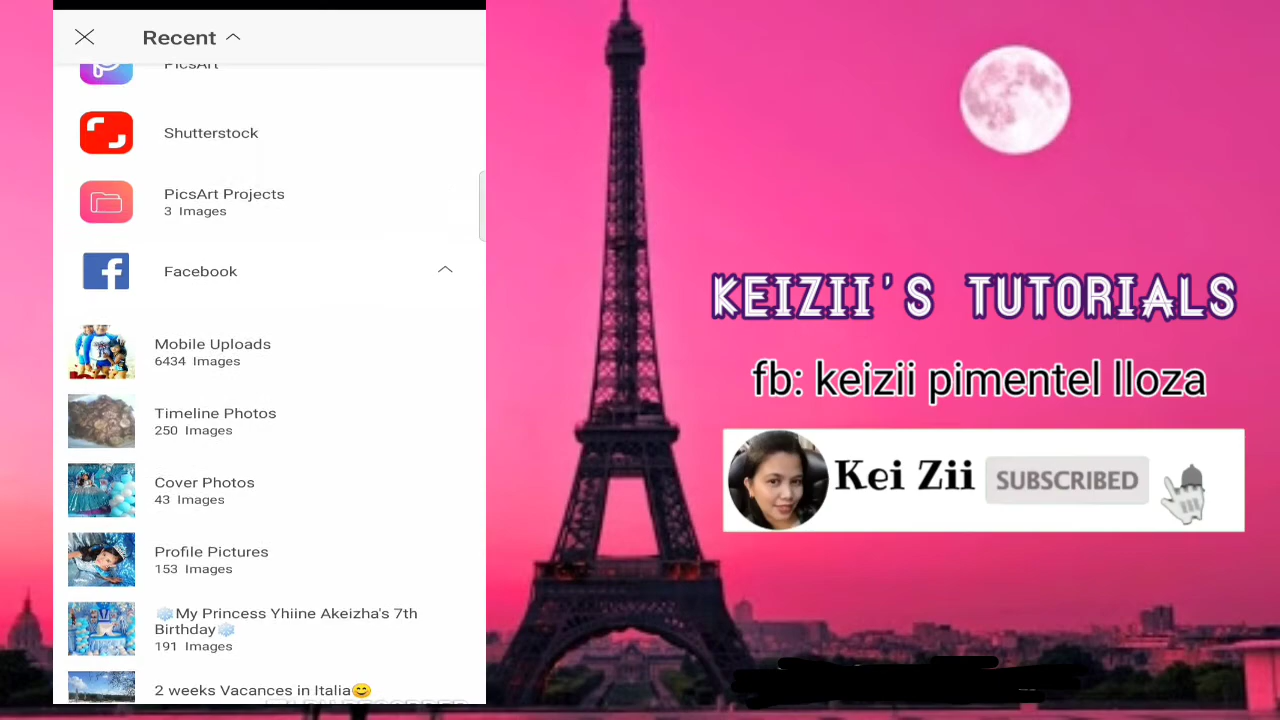 Recent
PicsArt
Shutterstock
PicsArt Projects
3 Images
Facebook
Mobile Uploads
6434 Images
Timeline Photos
250 Images
Cover Photos
43 Images
Profile Pictures
153 Images
❄️My Princess Yhiine Akeizha's 7th
Birthday❄️
191 Images
2 weeks Vacances in Italia😊
KEIZII'S TUTORIALS
fb: keizii pimentel lloza
Kei Zii SUBSCRIBED